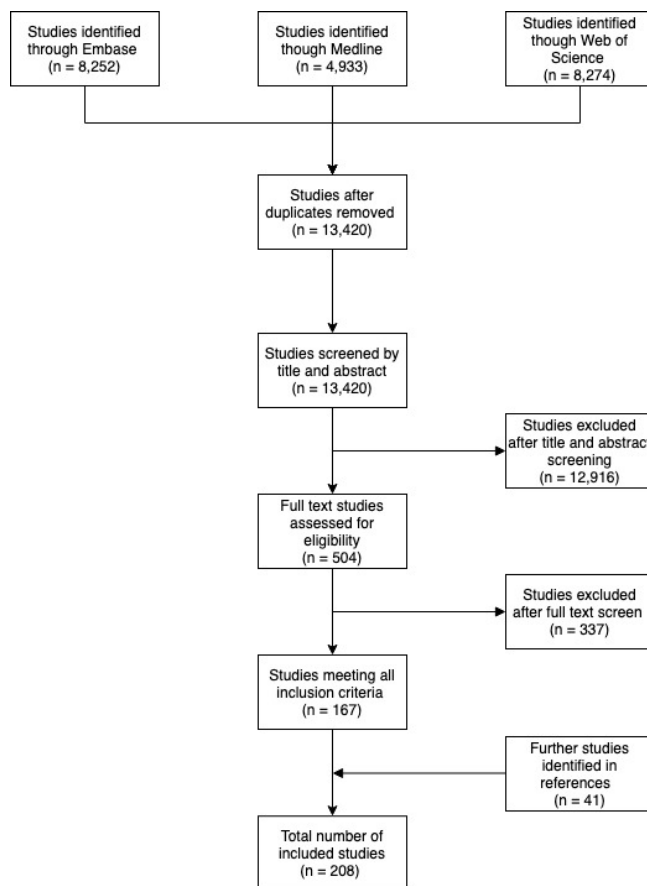 Studies identified
through Embase
(n = 8,252)
Studies identified
though Medline
(n = 4,933)
Studies identified
though Web of
Science
(n = 8,274)
Studies after
duplicates removed
(n = 13,420)
Studies screened by
title and abstract
(n = 13,420)
Studies excluded
after title and abstract
screening
(n = 12,916)
Full text studies
assessed for
eligibility
(n = 504)
Studies excluded
after full text screen
(n = 337)
Studies meeting all
inclusion criteria
(n = 167)
Further studies
identified in
references
(n = 41)
Total number of
included studies
(n = 208)